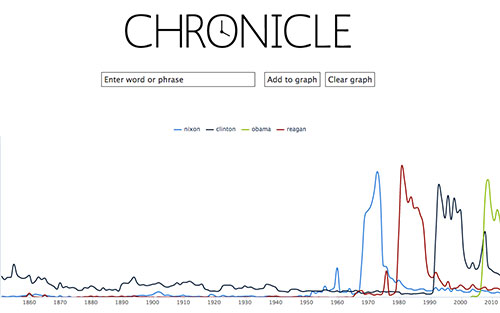 CHRONICLE
Enter word or phrase Add to graph Clear graph
nixon clinton obama reagan
1860 1870 1880 1890 1900 1910 1920 1930 1940 1950 1960 1970 1980 1990 2000 2010